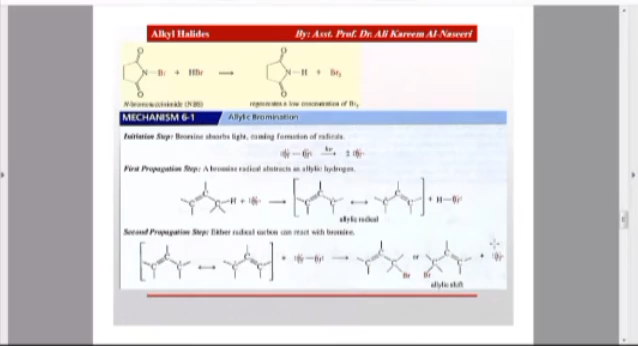 Alkyl Halides By: Asst. Prof. Dr. Ali Kareem Al-Naseeri
N—Br + HBr → N—H + Br₂
N-bromosuccinimide (NBS) regenerates a low concentration of Br₂
MECHANISM 6-1 Allylic Bromination
Initiation Step: Bromine absorbs light, causing formation of radicals.
:Br—Br: hν 2 :Br·
First Propagation Step: A bromine radical abstracts an allylic hydrogen.
C C C—H + :Br· → [C C C ↔ C C C] + H—Br:
allylic radical
Second Propagation Step: Either radical carbon can react with bromine.
[C C C ↔ C C C] + :Br—Br: → C C C Br or Br C C C + :Br·
allylic shift